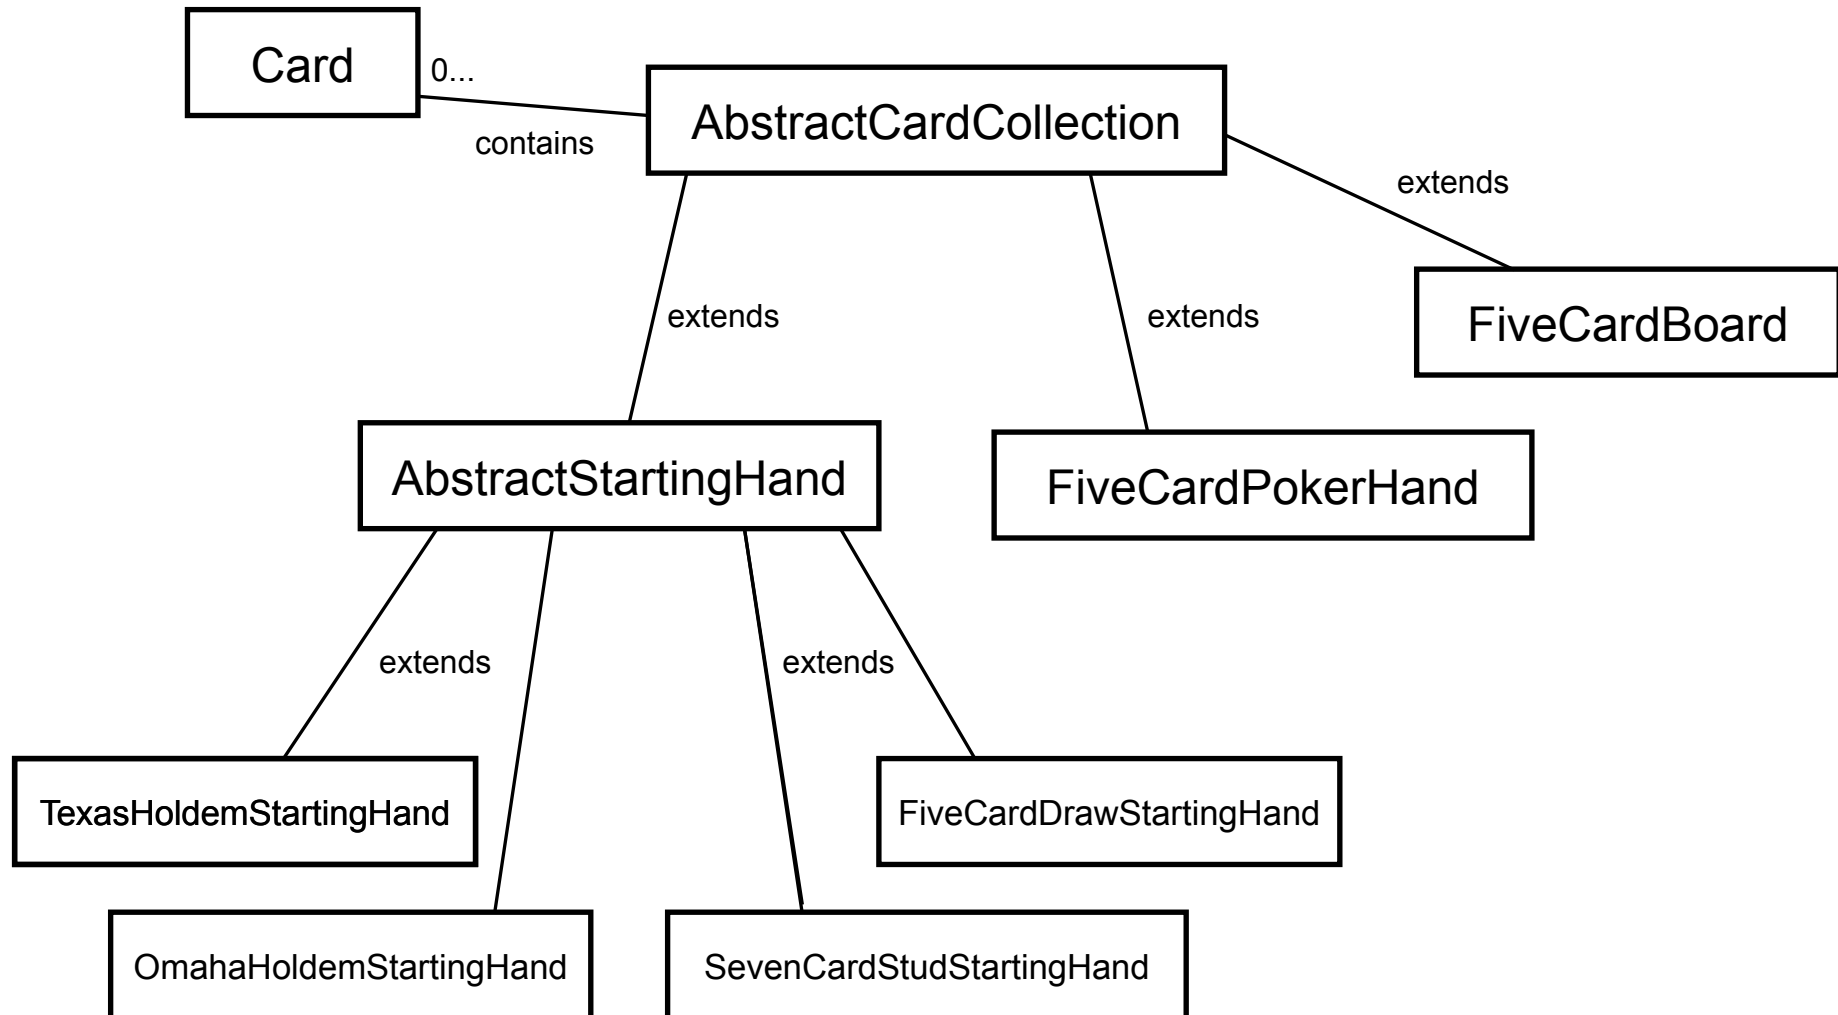 Card
0...
AbstractCardCollection
contains
extends
extends
extends
FiveCardBoard
AbstractStartingHand
FiveCardPokerHand
extends
extends
TexasHoldemStartingHand
FiveCardDrawStartingHand
OmahaHoldemStartingHand
SevenCardStudStartingHand